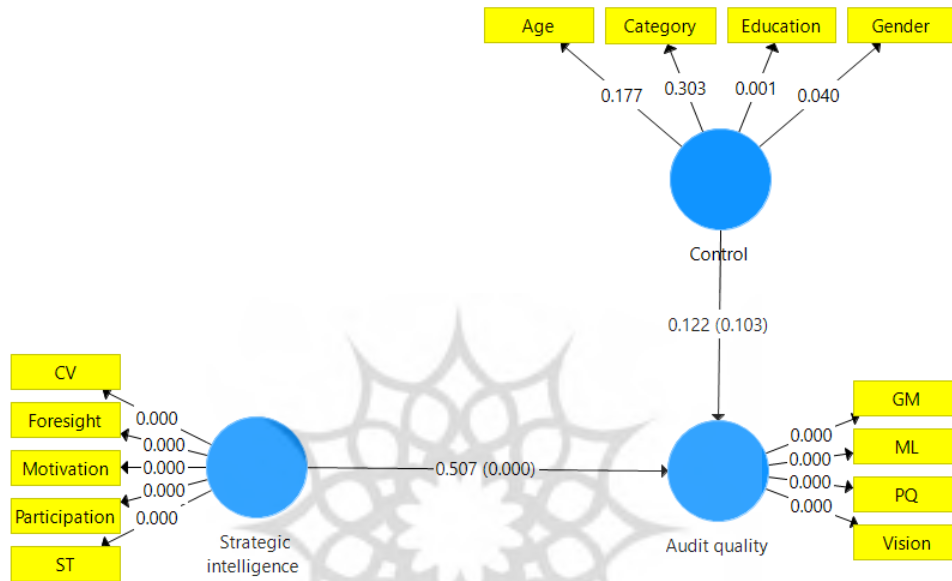 Age Category Education Gender
0.177 0.303 0.001 0.040
Control
0.122 (0.103)
CV
Foresight
Motivation
Participation
ST
0.000
0.000
0.000
0.000
0.000
Strategic
intelligence
0.507 (0.000)
Audit quality
0.000
0.000
0.000
0.000
GM
ML
PQ
Vision